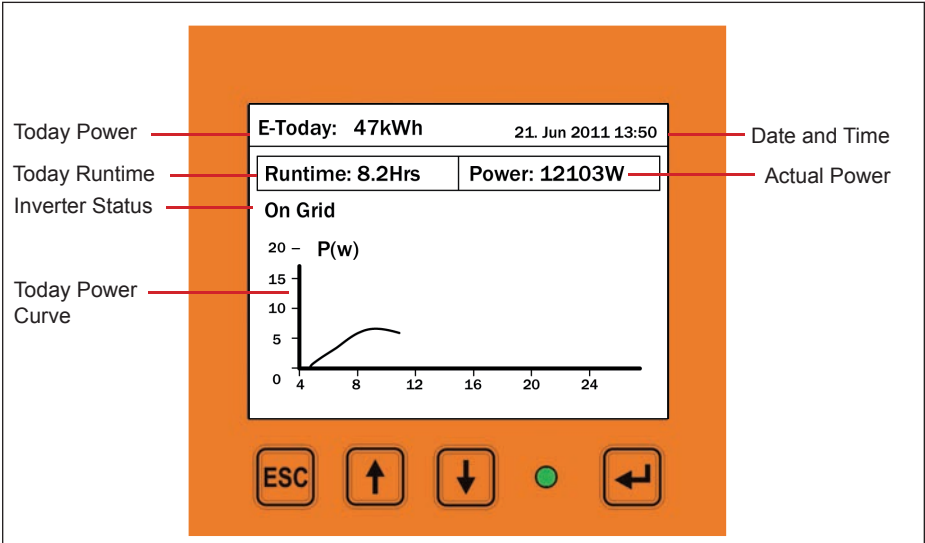 Today Power
E-Today: 47kWh
21. Jun 2011 13:50
Date and Time
Today Runtime
Runtime: 8.2Hrs
Power: 12103W
Actual Power
Inverter Status
On Grid
20
P(w)
15
Today Power
Curve
10
5
0
4 8 12 16 20 24
ESC